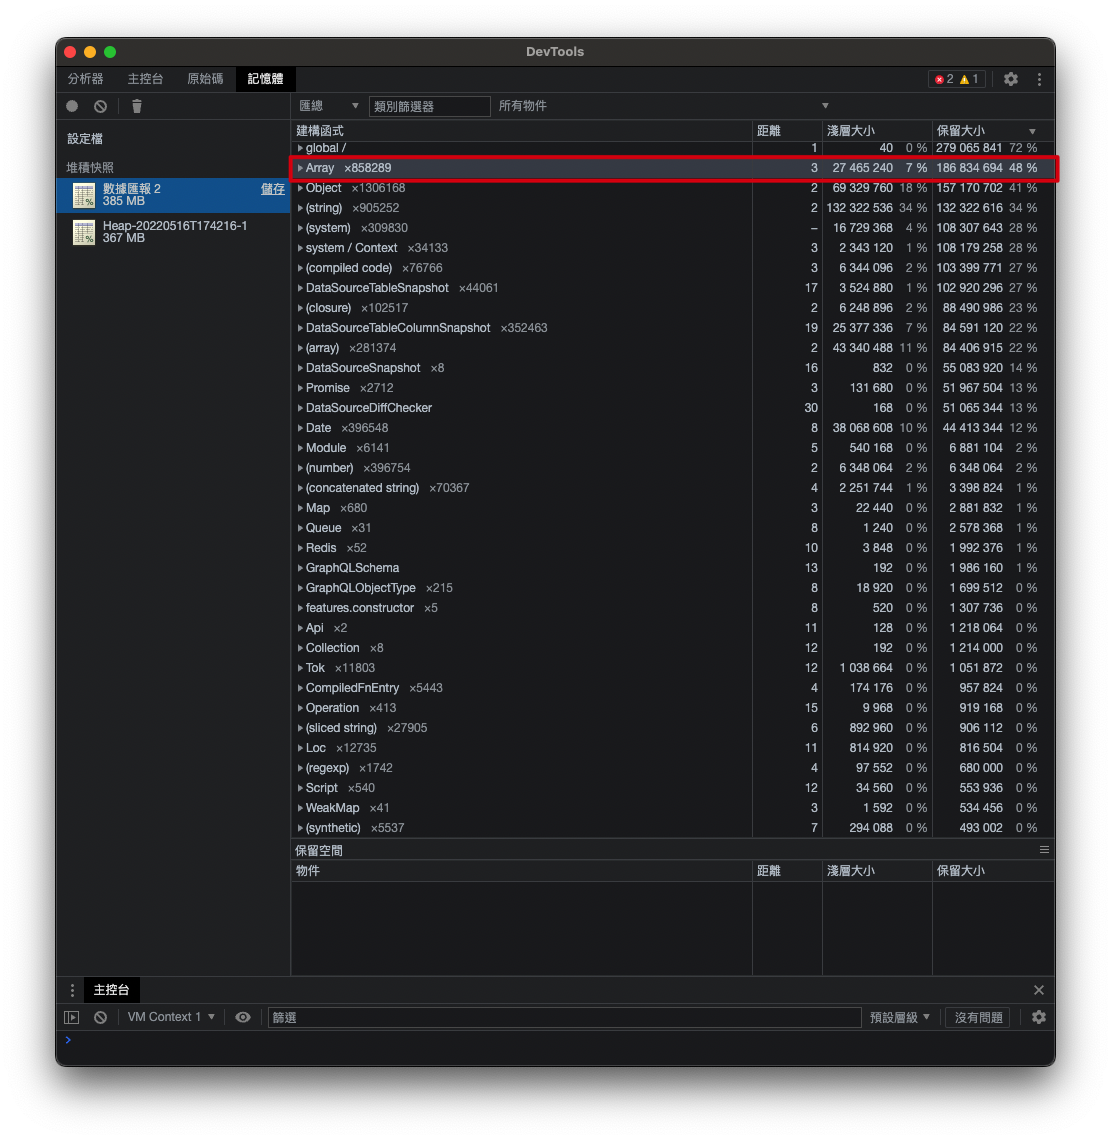 DevTools
分析器 主控台 原始碼 記憶體 2 1
匯總 類別篩選器 所有物件
設定檔
堆積快照
數據匯報 2 儲存
385 MB
Heap-20220516T174216-1
367 MB
建構函式 距離 淺層大小 保留大小
global / 1 40 0 % 279 065 841 72 %
Array ×858289 3 27 465 240 7 % 186 834 694 48 %
Object ×1306168 2 69 329 760 18 % 157 170 702 41 %
(string) ×905252 2 132 322 536 34 % 132 322 616 34 %
(system) ×309830 – 16 729 368 4 % 108 307 643 28 %
system / Context ×34133 3 2 343 120 1 % 108 179 258 28 %
(compiled code) ×76766 3 6 344 096 2 % 103 399 771 27 %
DataSourceTableSnapshot ×44061 17 3 524 880 1 % 102 920 296 27 %
(closure) ×102517 2 6 248 896 2 % 88 490 986 23 %
DataSourceTableColumnSnapshot ×352463 19 25 377 336 7 % 84 591 120 22 %
(array) ×281374 2 43 340 488 11 % 84 406 915 22 %
DataSourceSnapshot ×8 16 832 0 % 55 083 920 14 %
Promise ×2712 3 131 680 0 % 51 967 504 13 %
DataSourceDiffChecker 30 168 0 % 51 065 344 13 %
Date ×396548 8 38 068 608 10 % 44 413 344 12 %
Module ×6141 5 540 168 0 % 6 881 104 2 %
(number) ×396754 2 6 348 064 2 % 6 348 064 2 %
(concatenated string) ×70367 4 2 251 744 1 % 3 398 824 1 %
Map ×680 3 22 440 0 % 2 881 832 1 %
Queue ×31 8 1 240 0 % 2 578 368 1 %
Redis ×52 10 3 848 0 % 1 992 376 1 %
GraphQLSchema 13 192 0 % 1 986 160 1 %
GraphQLObjectType ×215 8 18 920 0 % 1 699 512 0 %
features.constructor ×5 8 520 0 % 1 307 736 0 %
Api ×2 11 128 0 % 1 218 064 0 %
Collection ×8 12 192 0 % 1 214 000 0 %
Tok ×11803 12 1 038 664 0 % 1 051 872 0 %
CompiledFnEntry ×5443 4 174 176 0 % 957 824 0 %
Operation ×413 15 9 968 0 % 919 168 0 %
(sliced string) ×27905 6 892 960 0 % 906 112 0 %
Loc ×12735 11 814 920 0 % 816 504 0 %
(regexp) ×1742 4 97 552 0 % 680 000 0 %
Script ×540 12 34 560 0 % 553 936 0 %
WeakMap ×41 3 1 592 0 % 534 456 0 %
(synthetic) ×5537 7 294 088 0 % 493 002 0 %
保留空間
物件 距離 淺層大小 保留大小
主控台
VM Context 1 篩選 預設層級 沒有問題